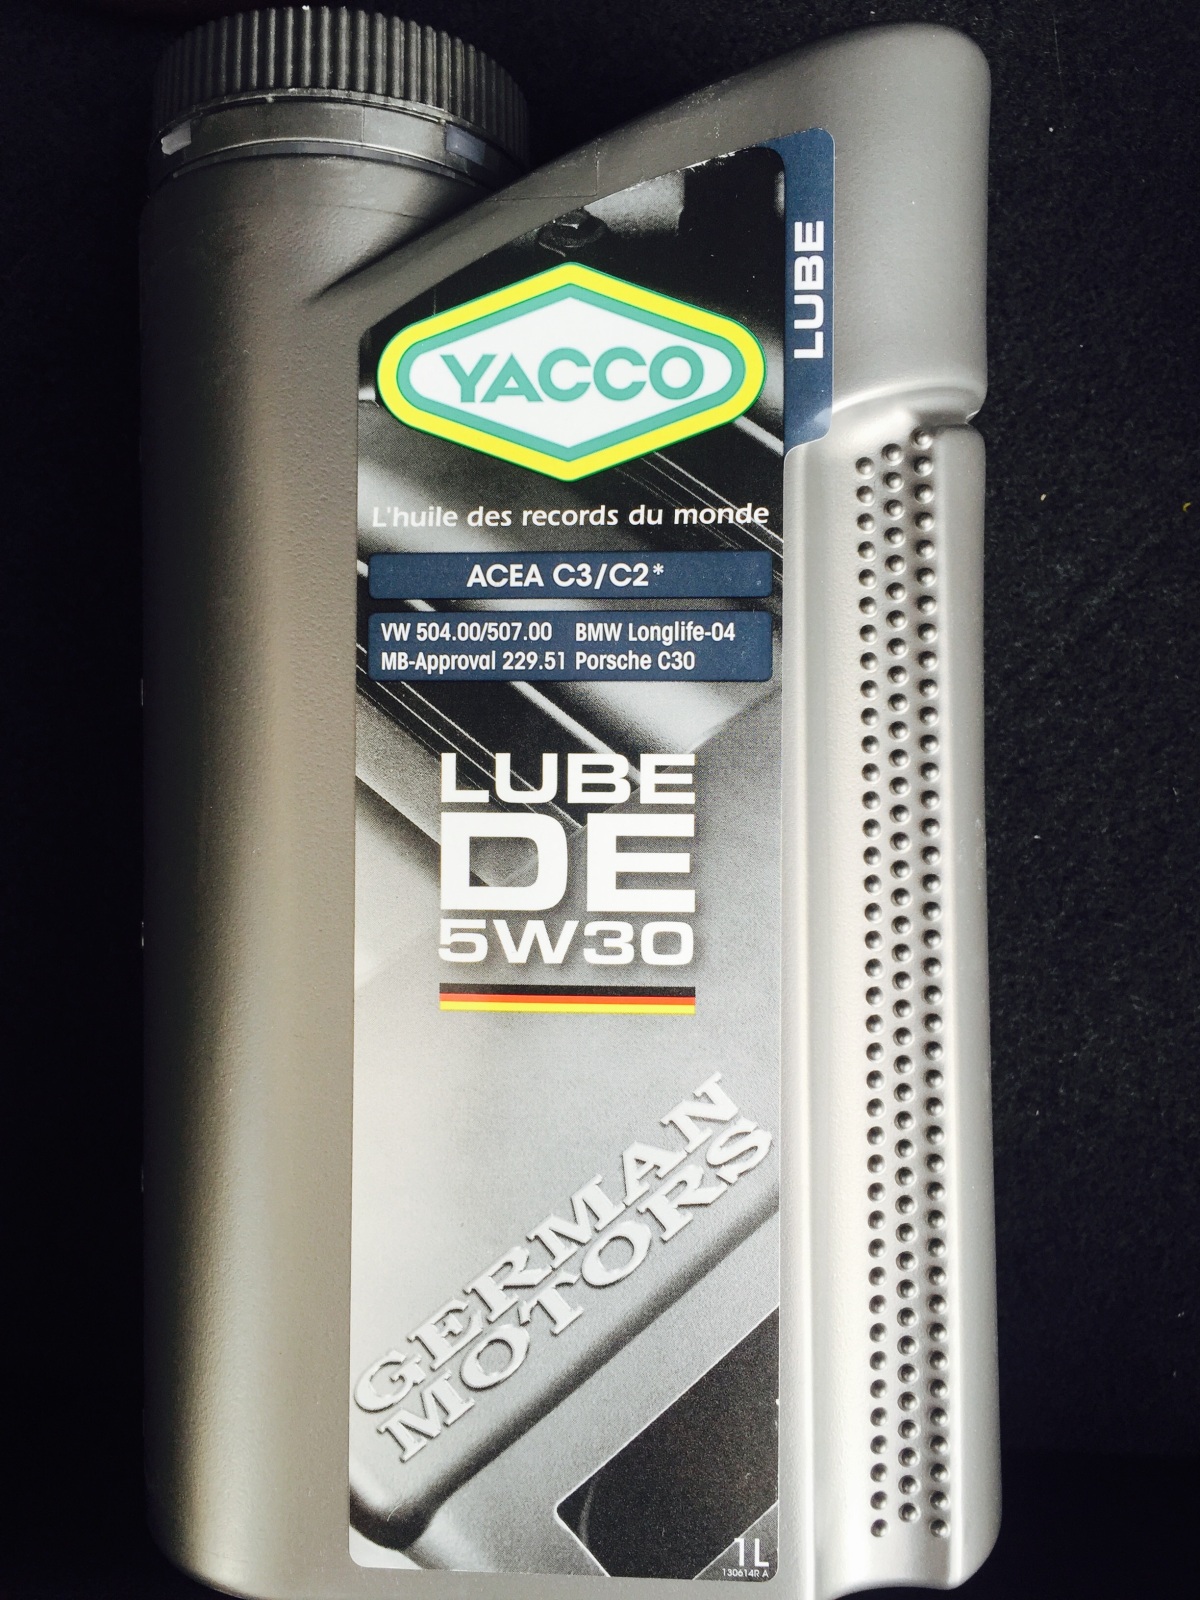 LUBE
YACCO
L'huile des records du monde
ACEA C3/C2*
VW 504.00/507.00 BMW Longlife-04
MB-Approval 229.51 Porsche C30
LUBE
DE
5W30
GERMAN
MOTORS
1L
130614R A